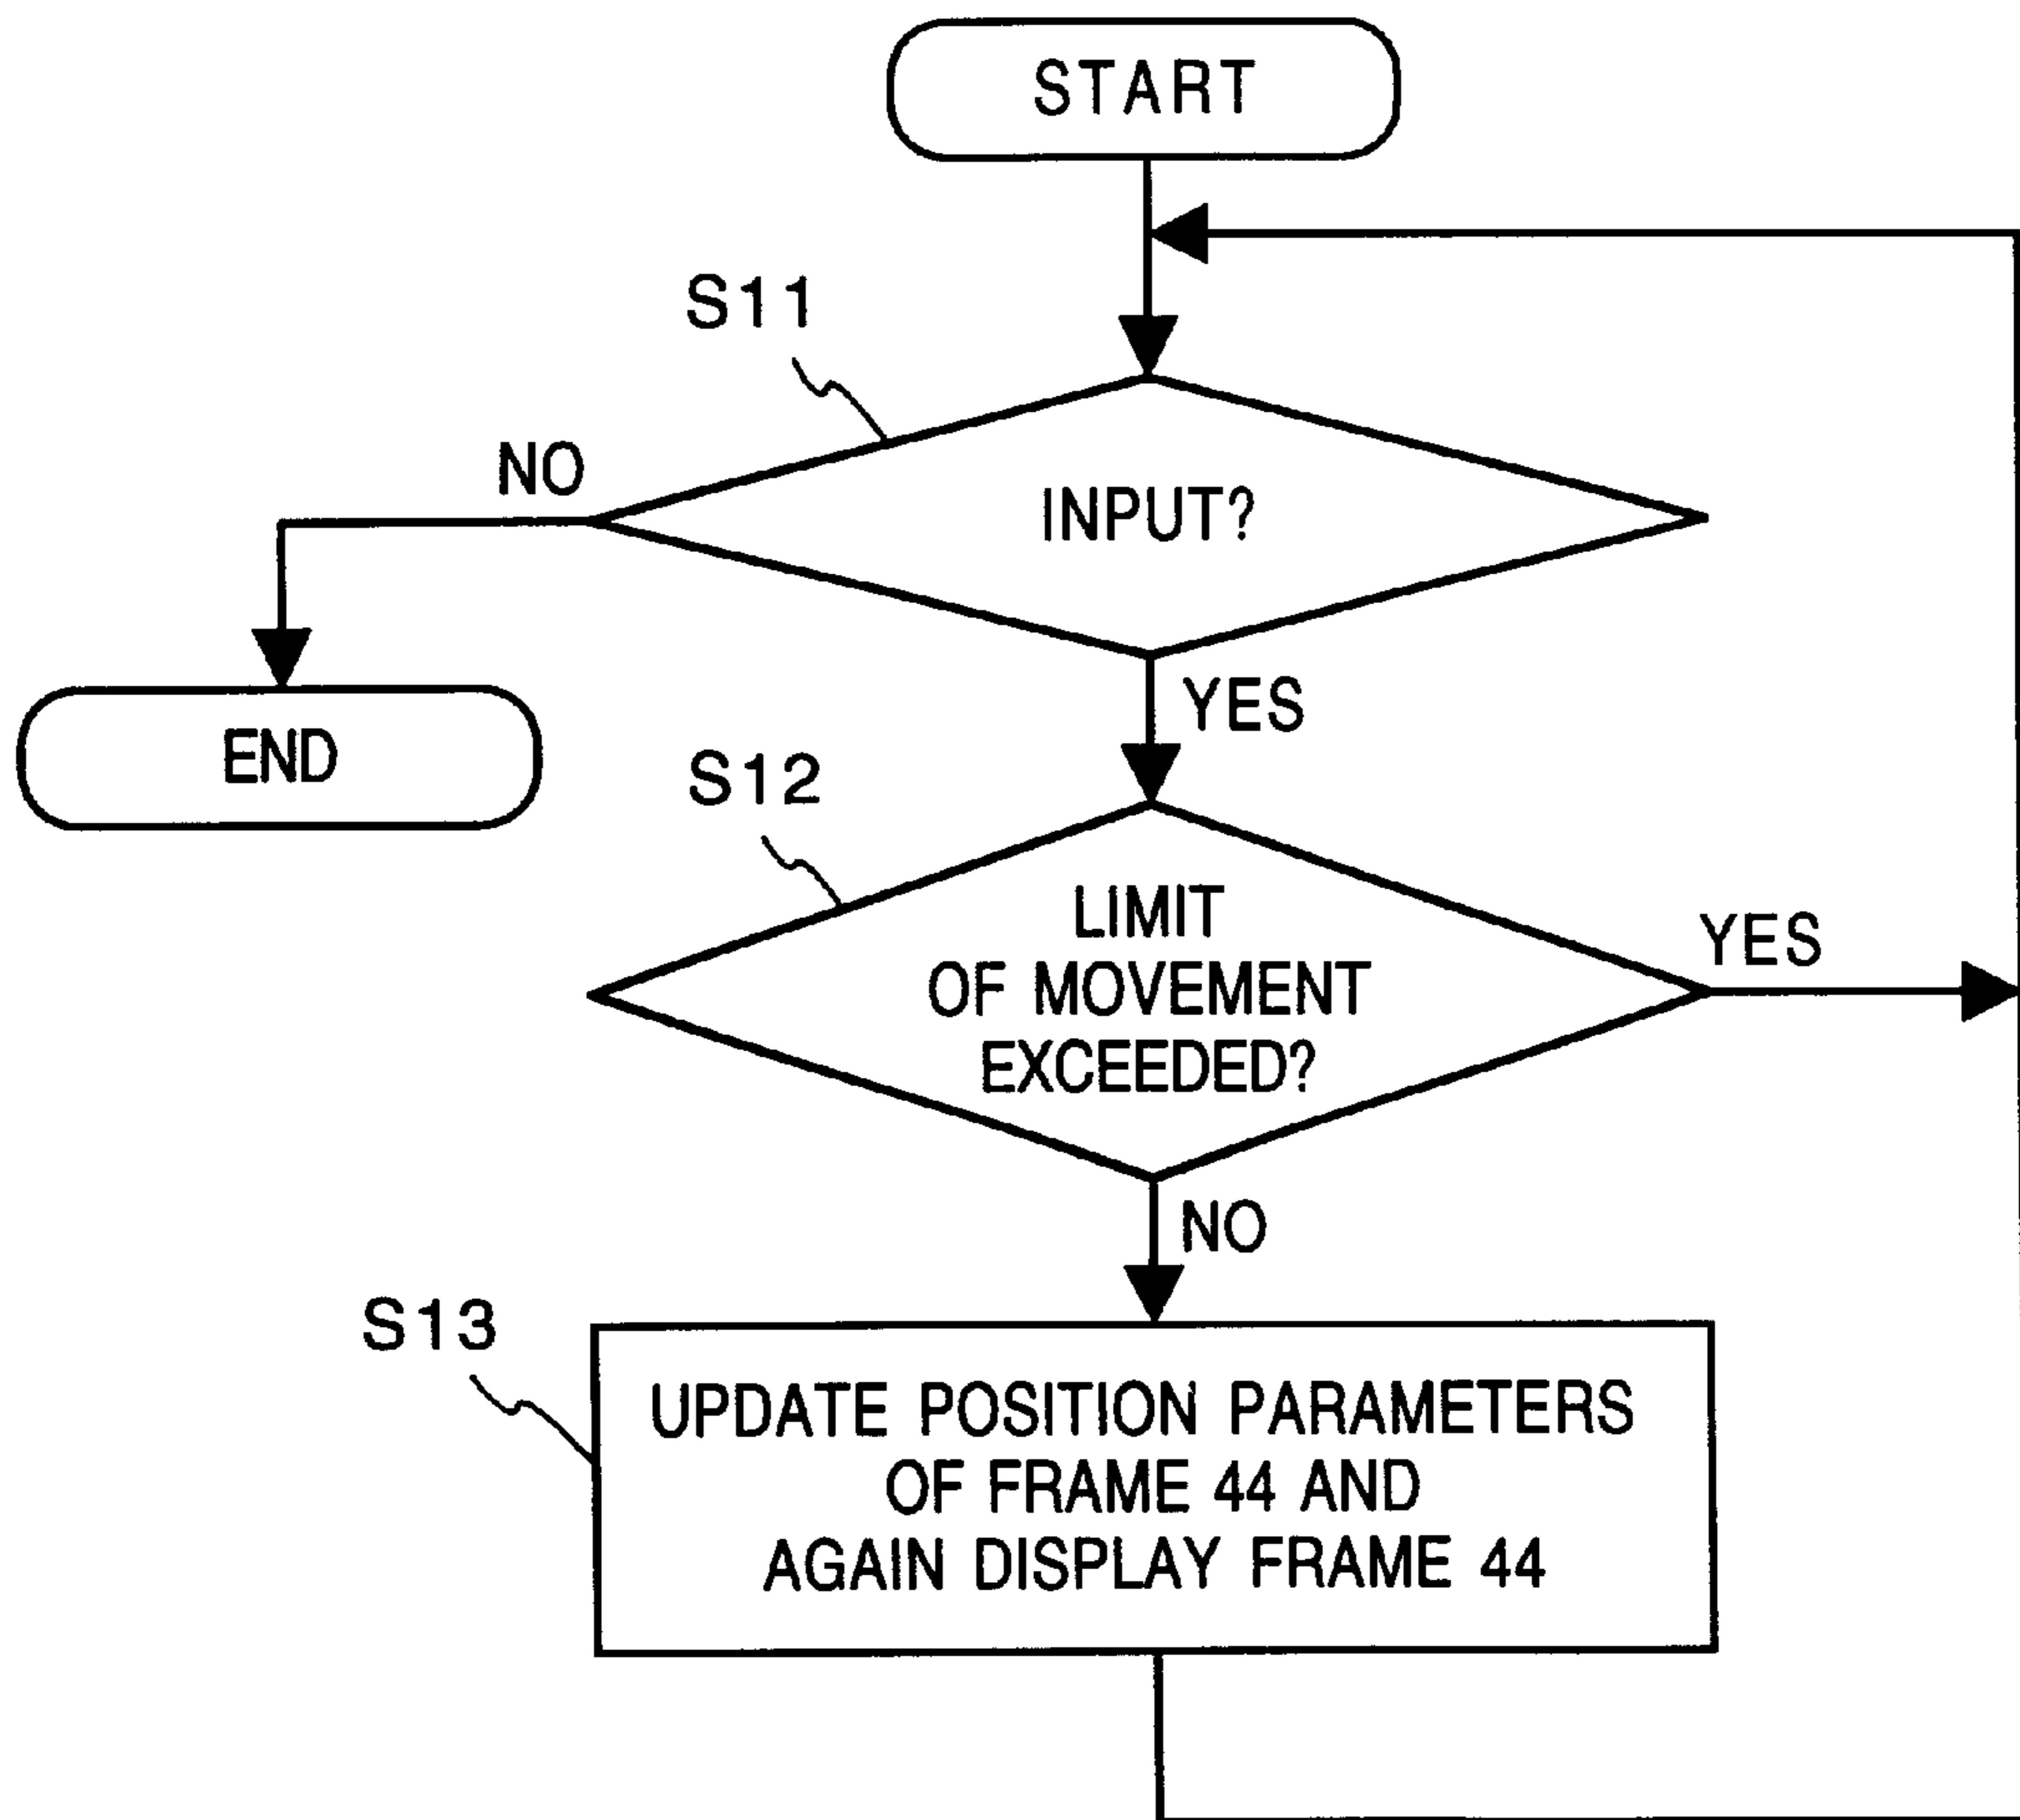 START
S11
NO
INPUT?
YES
END
S12
LIMIT
OF MOVEMENT
EXCEEDED?
YES
NO
S13
UPDATE POSITION PARAMETERS
OF FRAME 44 AND
AGAIN DISPLAY FRAME 44